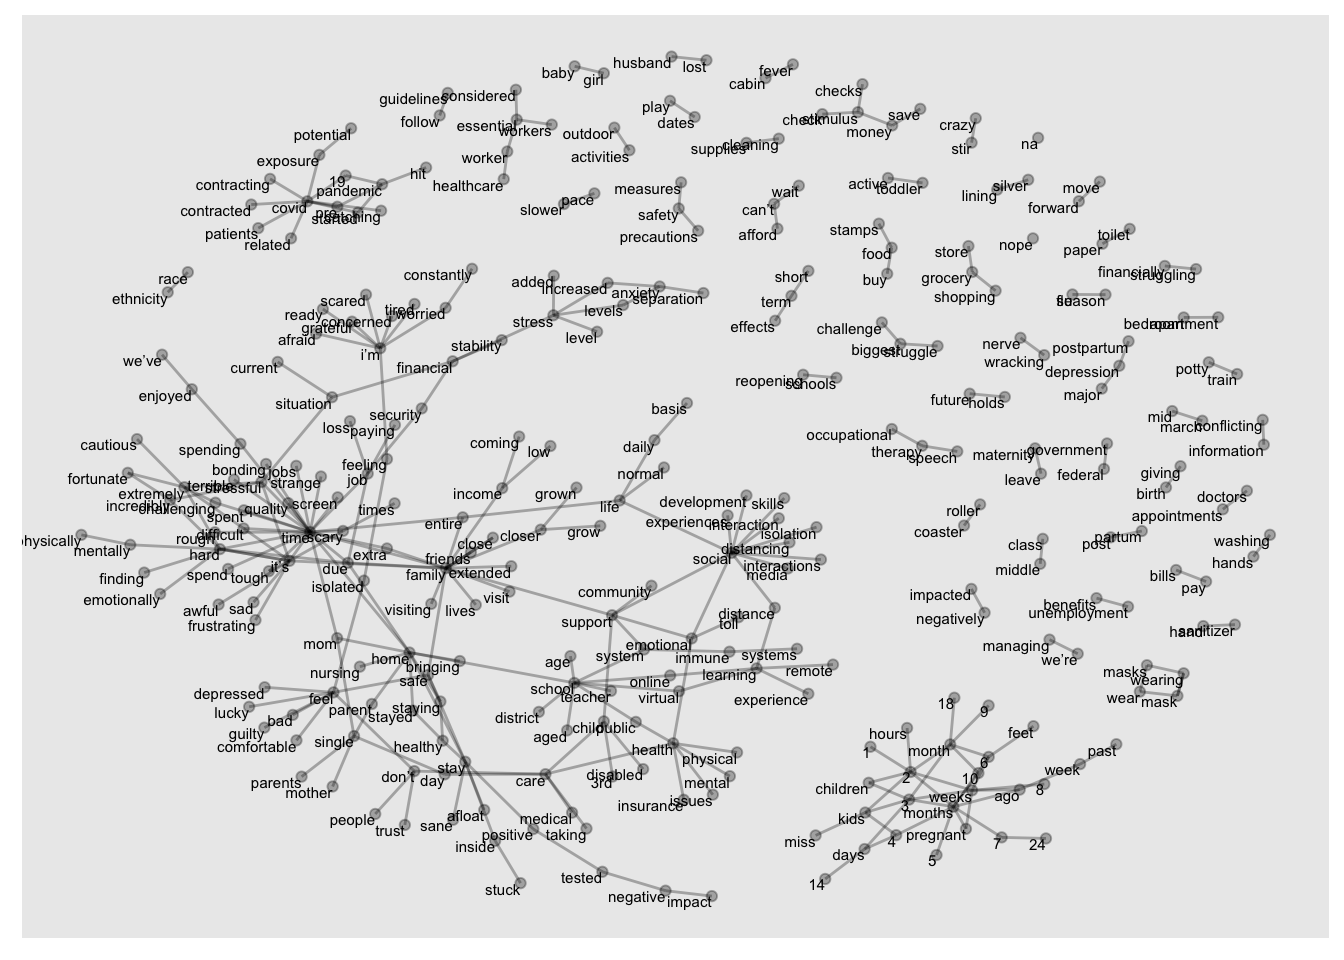 husband
lost
baby
girl
cabin
fever
guidelines
considered
checks
play
dates
check
stimulus
save
money
follow
essential
workers
crazy
stir
na
potential
outdoor
activities
supplies
cleaning
exposure
worker
healthcare
hit
contracting
19
pandemic
measures
wait
active
toddler
silver
lining
move
forward
contracted
covid
pre
started
slower
pace
safety
can't
patients
related
precautions
afford
stamps
toilet
paper
nope
store
food
race
ethnicity
constantly
added
increased
anxiety
separation
short
buy
grocery
financially
struggling
shopping
term
season
scared
ready
tired
worried
concerned
grateful
afraid
levels
stress
level
effects
challenge
bedroom
apartment
i'm
stability
biggest
struggle
nerve
wracking
postpartum
we've
current
financial
depression
potty
train
enjoyed
situation
reopening
schools
major
security
basis
future
holds
mid
march
conflicting
loss
paying
cautious
spending
coming
low
daily
occupational
therapy
speech
maternity
government
information
bonding
jobs
feeling
job
normal
leave
federal
giving
fortunate
terrible
stressful
strange
extremely
incredibly
income
grown
life
development
skills
birth
doctors
challenging
quality
screen
times
roller
appointments
spent
entire
experiences
interaction
isolation
coaster
physically
rough
difficult
time
scary
closer
grow
post
partum
washing
mentally
hard
extra
close
friends
social
distancing
class
middle
hands
it's
due
family
extended
interactions
media
finding
spend
tough
isolated
bills
pay
emotionally
visit
community
impacted
benefits
unemployment
awful
sad
visiting
lives
distance
negatively
frustrating
support
toll
hand
sanitizer
mom
emotional
managing
we're
home
bringing
age
system
immune
systems
nursing
safe
learning
remote
masks
wearing
depressed
feel
school
online
teacher
virtual
experience
wear
mask
lucky
parent
staying
stayed
district
18
9
bad
guilty
aged
child
public
hours
feet
comfortable
single
healthy
health
1
month
past
physical
6
week
parents
don't
day
stay
care
disabled
3rd
mental
2
10
mother
children
weeks
ago
8
insurance
issues
3
months
people
trust
sane
afloat
medical
kids
positive
taking
miss
4
pregnant
7
24
inside
days
5
stuck
tested
14
negative
impact